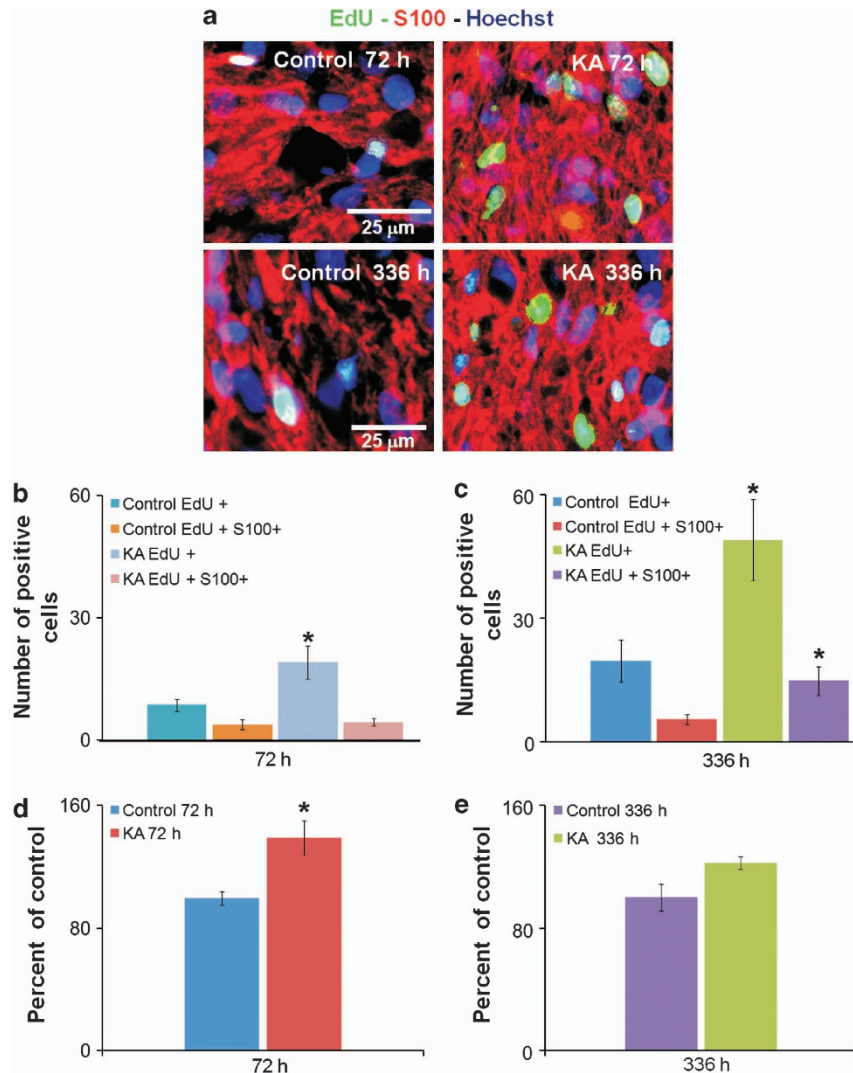 a
EdU - S100 - Hoechst
Control 72 h
KA 72 h
25 µm
Control 336 h
KA 336 h
25 µm
b
60
30
0
Number of positive
cells
Control EdU +
Control EdU + S100+
KA EdU +
KA EdU + S100+
*
72 h
c
60
30
0
Number of positive
cells
Control EdU+
Control EdU + S100+
KA EdU+
KA EdU + S100+
*
*
336 h
d
160
80
0
Percent of control
Control 72 h
KA 72 h
*
72 h
e
160
80
0
Percent of control
Control 336 h
KA 336 h
336 h